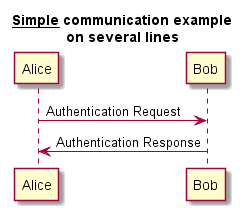 Simple communication example
on several lines
Alice
Bob
Authentication Request
Authentication Response
Alice
Bob